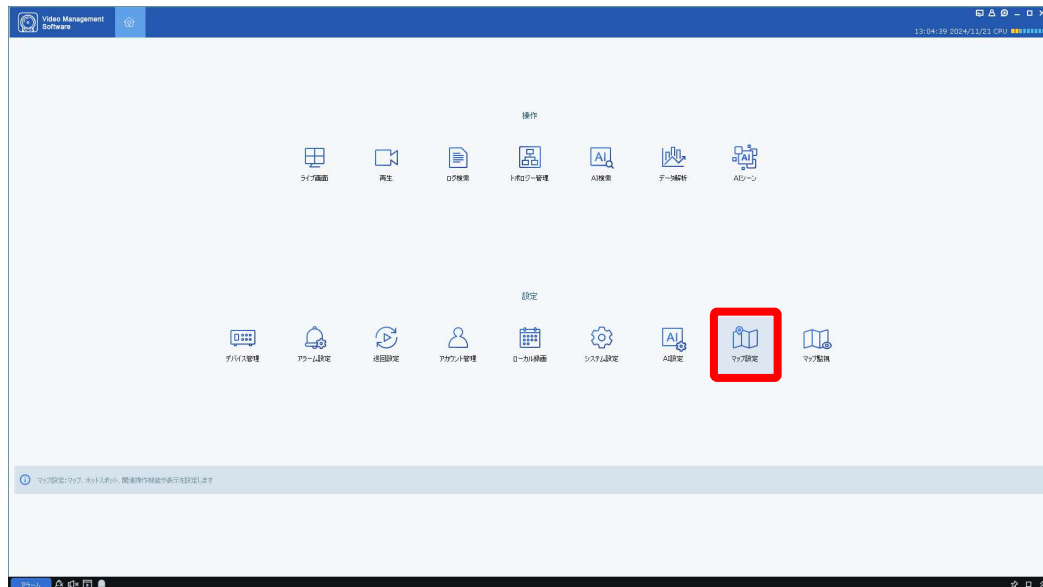 Video Management
Software
13:04:39 2024/11/21 CPU
操作
ライブ画面
再生
ログ検索
トポロジー管理
AI検索
データ解析
AIシーン
設定
デバイス管理
アラーム設定
巡回設定
アカウント管理
ローカル録画
システム設定
AI設定
マップ設定
マップ監視
マップ設定:マップ、ホットスポット、関連操作機能や表示を設定します
アラーム